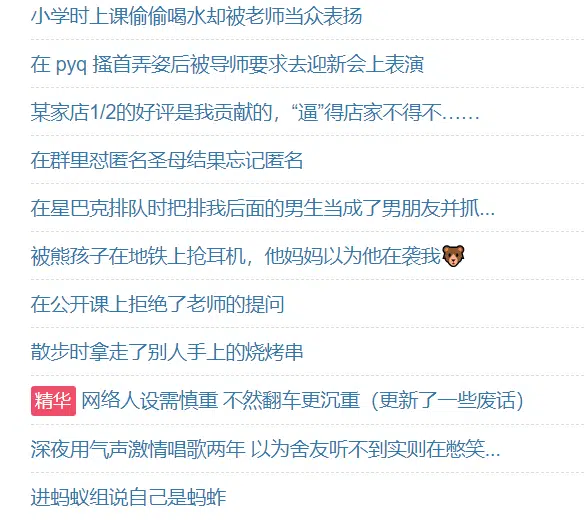 小学时上课偷偷喝水却被老师当众表扬
在 pyq 搔首弄姿后被导师要求去迎新会上表演
某家店1/2的好评是我贡献的，“逼”得店家不得不……
在群里怼匿名圣母结果忘记匿名
在星巴克排队时把排我后面的男生当成了男朋友并抓...
被熊孩子在地铁上抢耳机，他妈妈以为他在袭我🐻
在公开课上拒绝了老师的提问
散步时拿走了别人手上的烧烤串
精华 网络人设需慎重 不然翻车更沉重（更新了一些废话）
深夜用气声激情唱歌两年 以为舍友听不到实则在憋笑...
进蚂蚁组说自己是蚂蚱